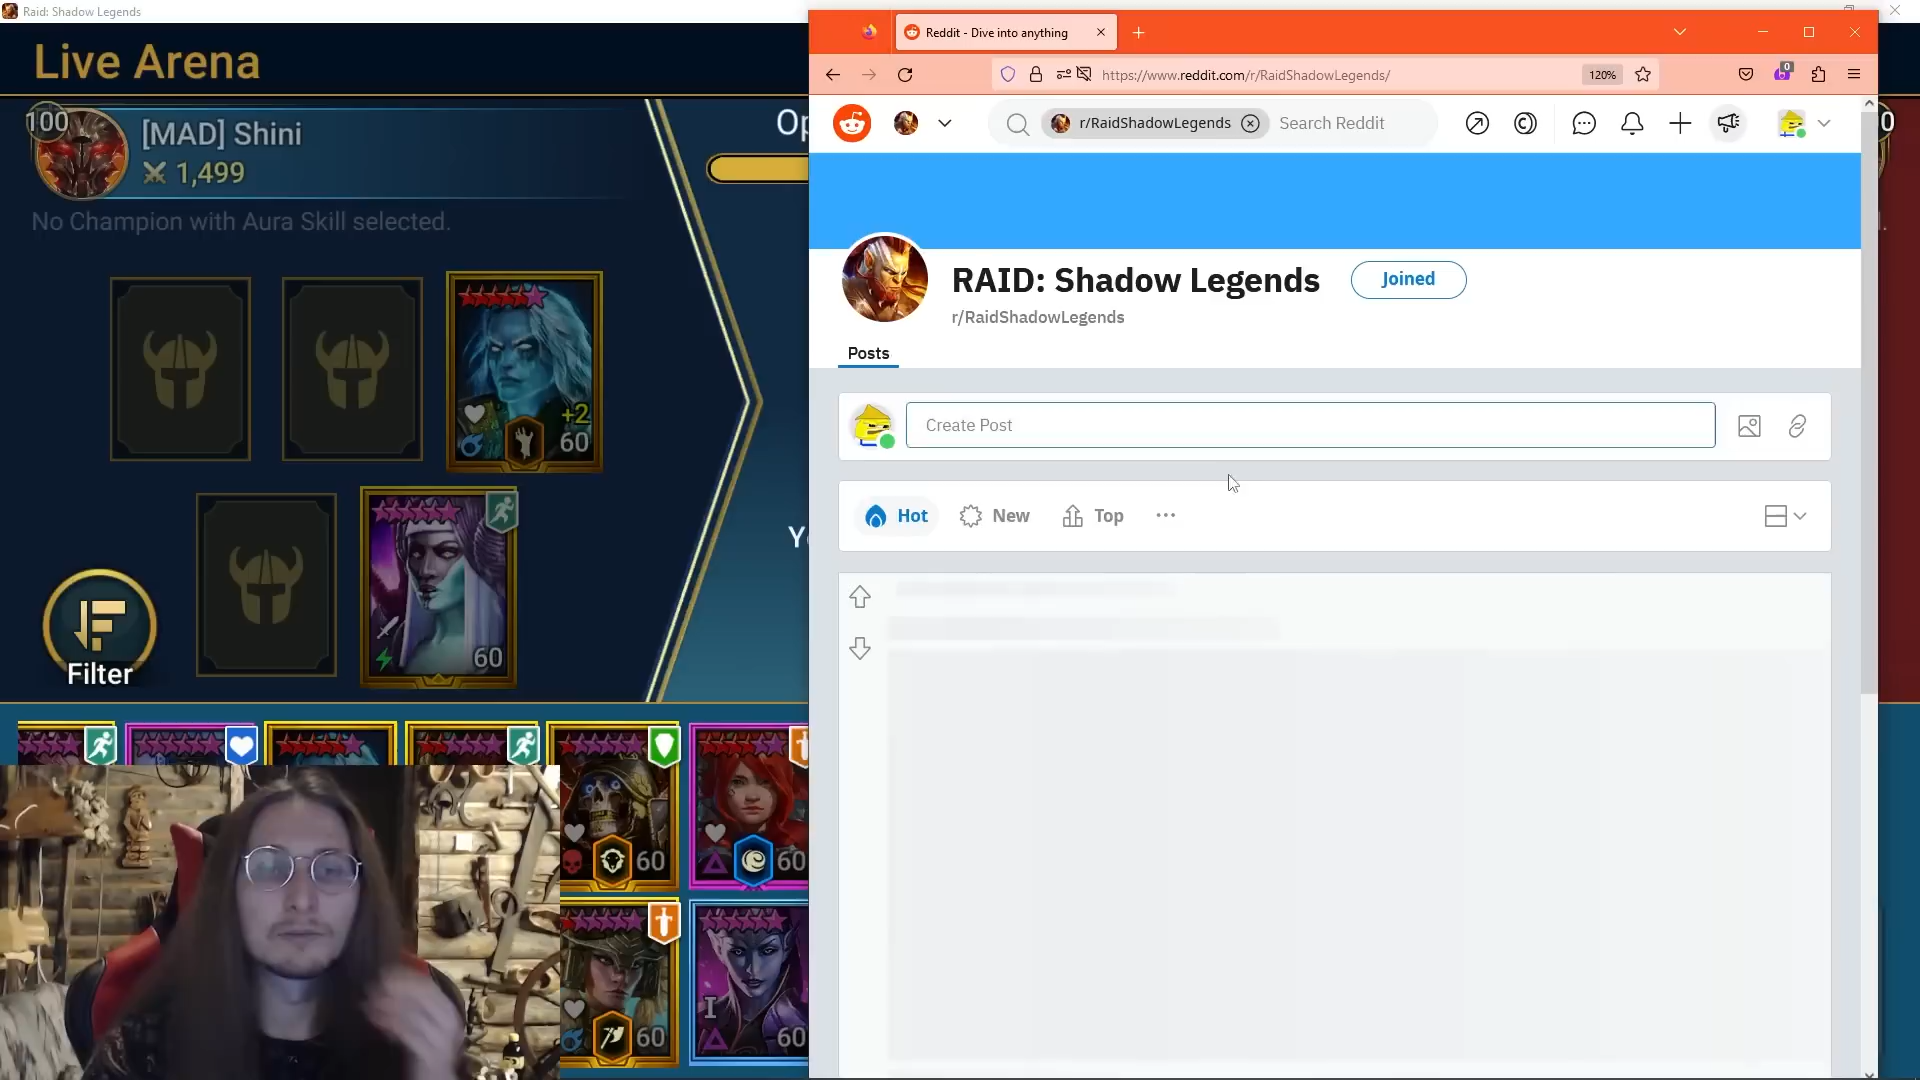 Raid: Shadow Legends
Live Arena
100
[MAD] Shini
1,499
No Champion with Aura Skill selected.
+2
60
60
Filter
60
60
60
I
60
Reddit - Dive into anything
https://www.reddit.com/r/RaidShadowLegends/
120%
0
r/RaidShadowLegends
Search Reddit
RAID: Shadow Legends
Joined
r/RaidShadowLegends
Posts
Create Post
Hot
New
Top